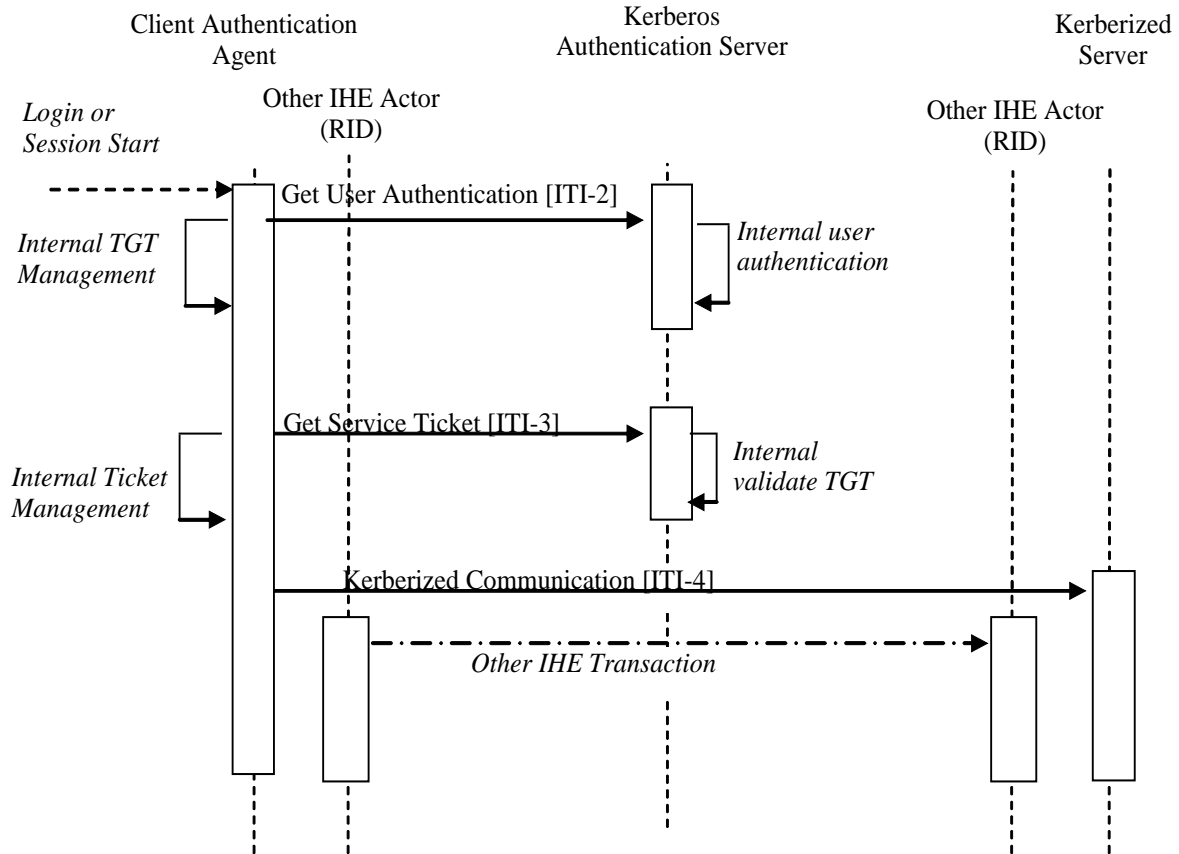 Client Authentication
Agent
Kerberos
Authentication Server
Kerberized
Server
Other IHE Actor
(RID)
Other IHE Actor
(RID)
Login or
Session Start
Get User Authentication [ITI-2]
Internal TGT
Management
Internal user
authentication
Get Service Ticket [ITI-3]
Internal Ticket
Management
Internal
validate TGT
Kerberized Communication [ITI-4]
Other IHE Transaction